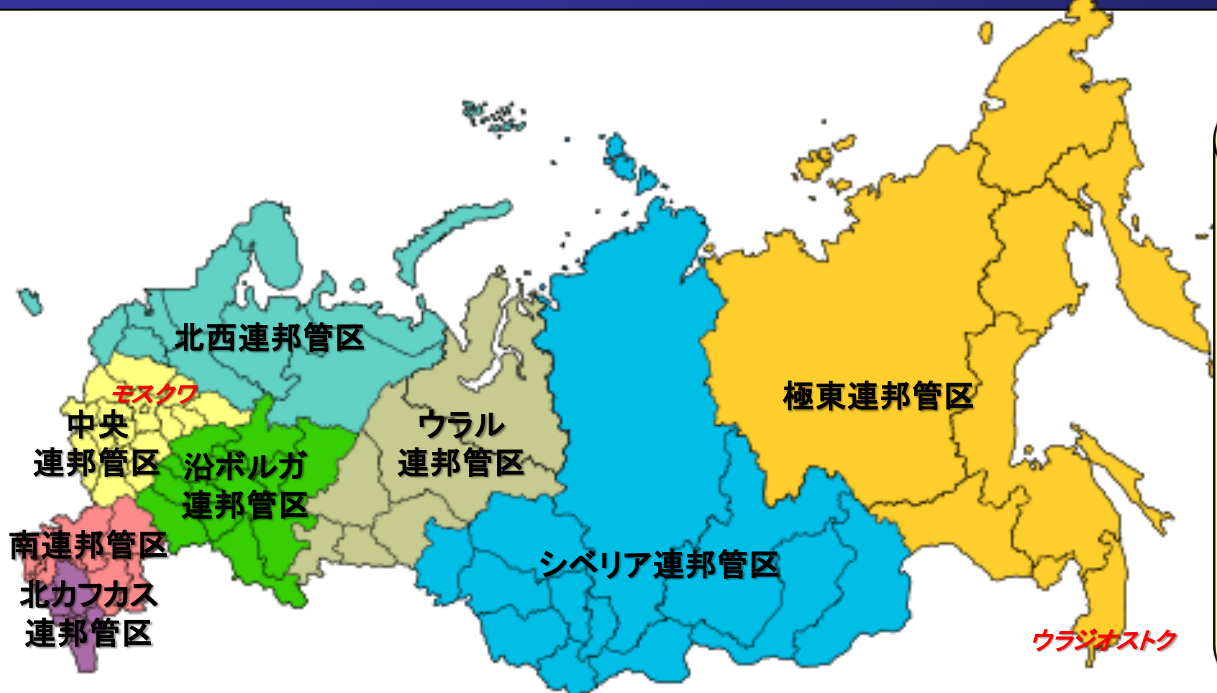 北西連邦管区
モスクワ
中央
連邦管区
沿ボルガ
連邦管区
ウラル
連邦管区
極東連邦管区
南連邦管区
北カフカス
連邦管区
シベリア連邦管区
ウラジオストク